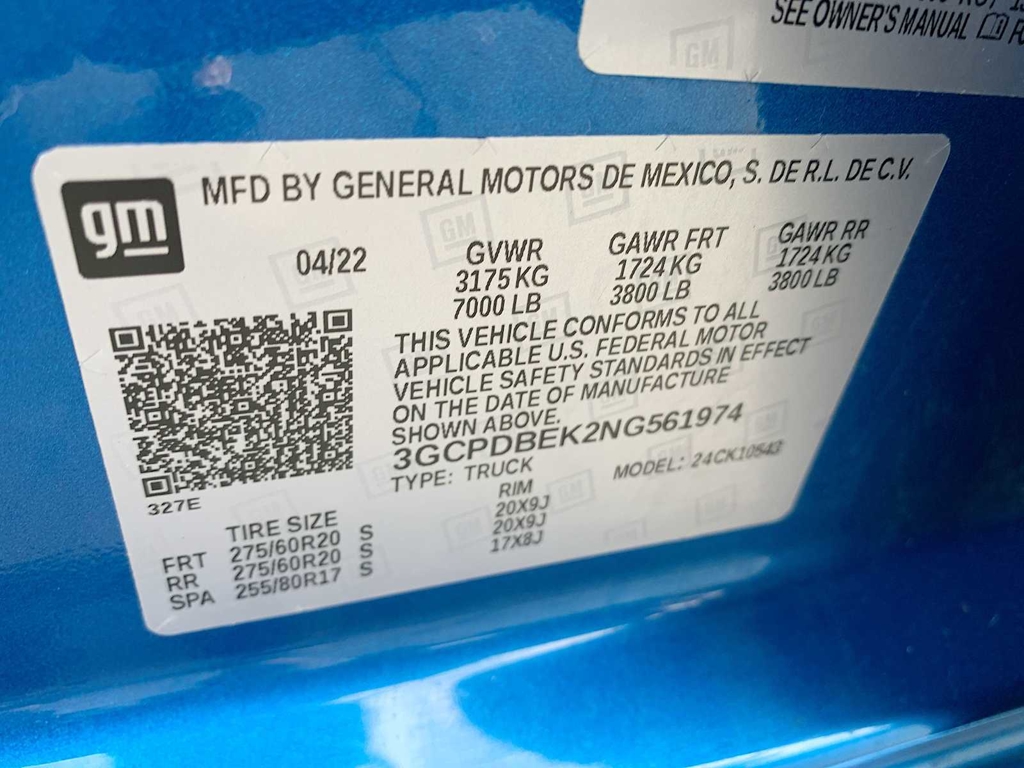 SEE OWNER'S MANUAL
gm
MFD BY GENERAL MOTORS DE MEXICO, S. DE R.L. DE C.V.
04/22
GVWR
3175 KG
7000 LB
GAWR FRT
1724 KG
3800 LB
GAWR RR
1724 KG
3800 LB
THIS VEHICLE CONFORMS TO ALL
APPLICABLE U.S. FEDERAL MOTOR
VEHICLE SAFETY STANDARDS IN EFFECT
ON THE DATE OF MANUFACTURE
SHOWN ABOVE.
3GCPDBEK2NG561974
TYPE: TRUCK MODEL: 24CK10543
327E
TIRE SIZE RIM
FRT 275/60R20 S 20X9J
RR 275/60R20 S 20X9J
SPA 255/80R17 S 17X8J